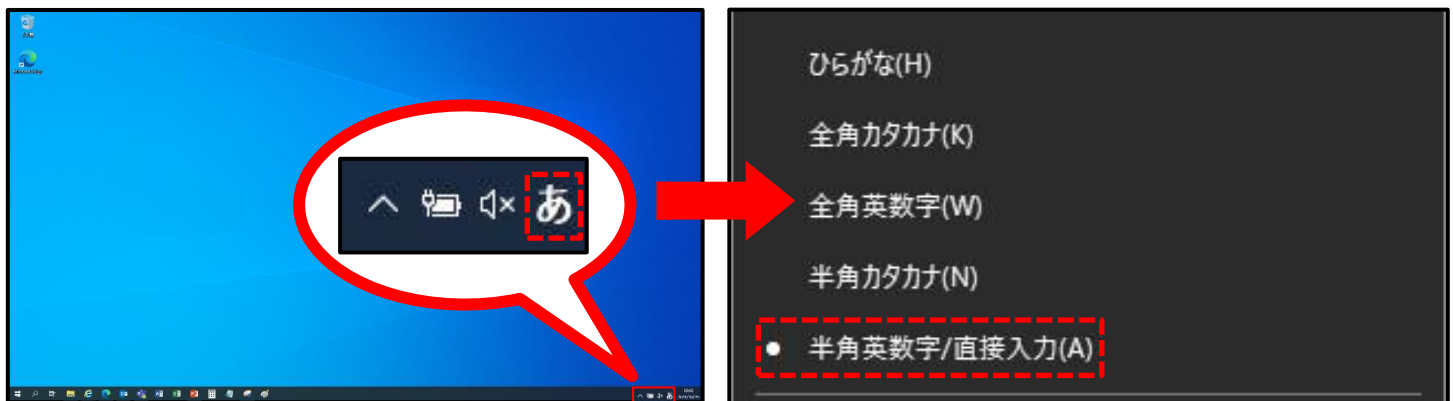 あ
ひらがな(H)
全角カタカナ(K)
全角英数字(W)
半角カタカナ(N)
半角英数字/直接入力(A)